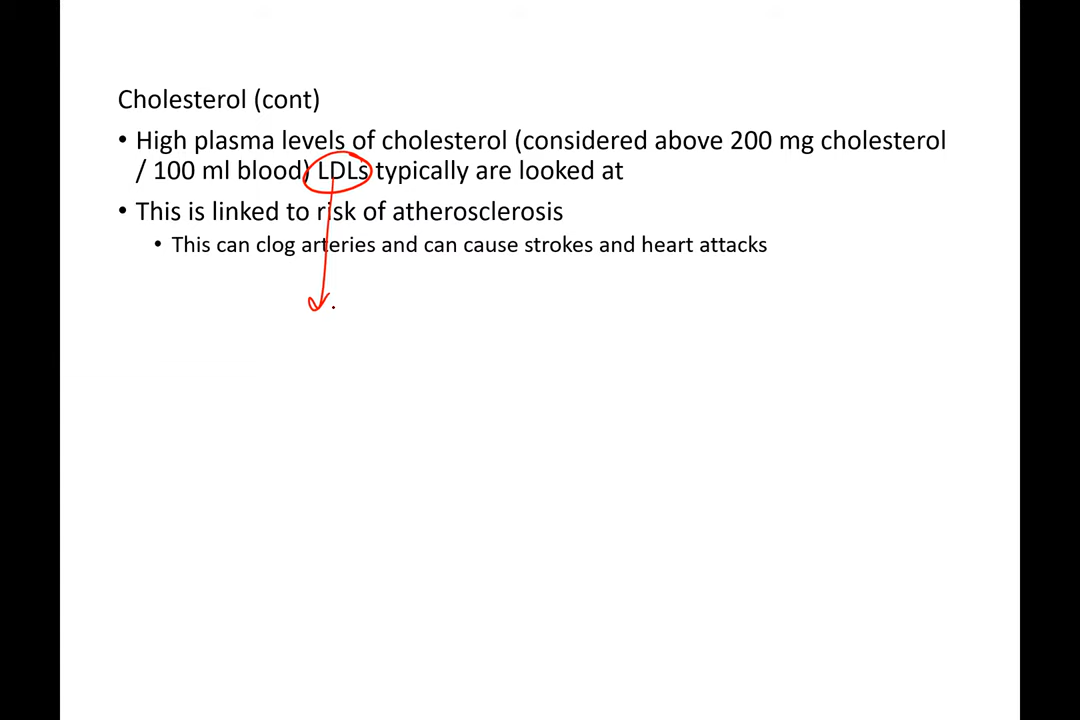 Cholesterol (cont)
• High plasma levels of cholesterol (considered above 200 mg cholesterol
/ 100 ml blood) LDLs typically are looked at
• This is linked to risk of atherosclerosis
• This can clog arteries and can cause strokes and heart attacks